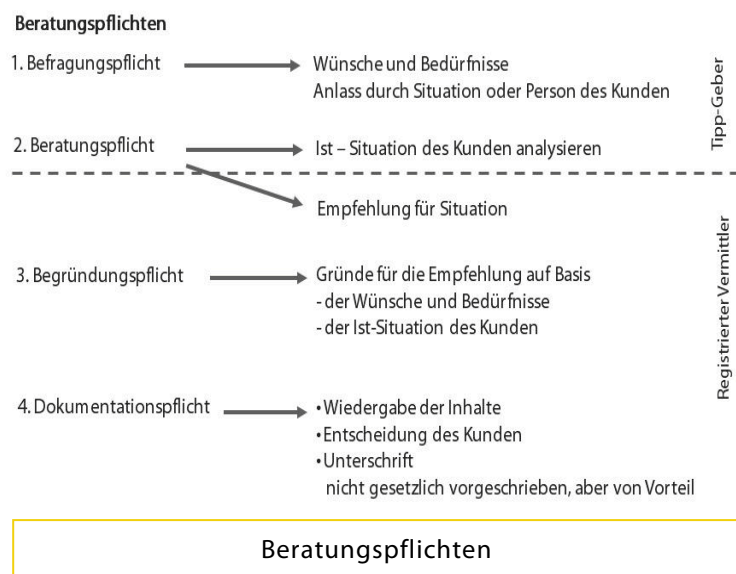 Beratungspflichten
1. Befragungspflicht
Wünsche und Bedürfnisse
Anlass durch Situation oder Person des Kunden
2. Beratungspflicht
Ist – Situation des Kunden analysieren
Tipp-Geber
Empfehlung für Situation
3. Begründungspflicht
Gründe für die Empfehlung auf Basis
- der Wünsche und Bedürfnisse
- der Ist-Situation des Kunden
Registrierter Vermittler
4. Dokumentationspflicht
• Wiedergabe der Inhalte
• Entscheidung des Kunden
• Unterschrift
nicht gesetzlich vorgeschrieben, aber von Vorteil
Beratungspflichten